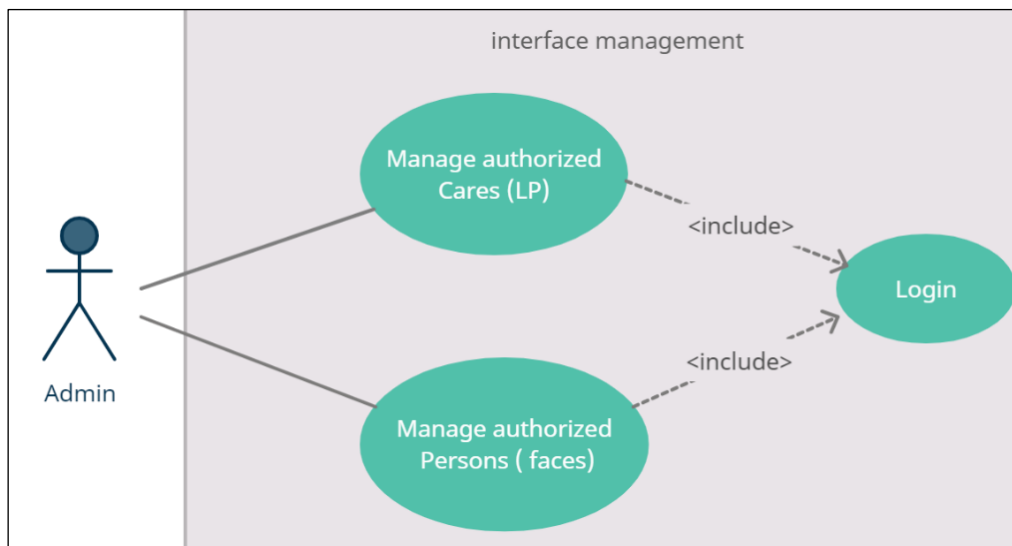 interface management
Manage authorized
Cares (LP)
<include>
Login
Admin
<include>
Manage authorized
Persons ( faces)